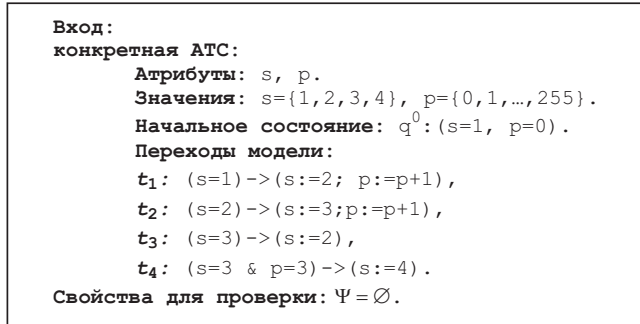 Вход:
конкретная АТС:
Атрибуты: s, p.
Значения: s={1,2,3,4}, p={0,1,…,255}.
Начальное состояние: q⁰:(s=1, p=0).
Переходы модели:
t₁: (s=1)->(s:=2; p:=p+1),
t₂: (s=2)->(s:=3;p:=p+1),
t₃: (s=3)->(s:=2),
t₄: (s=3 & p=3)->(s:=4).
Свойства для проверки: Ψ = ∅.